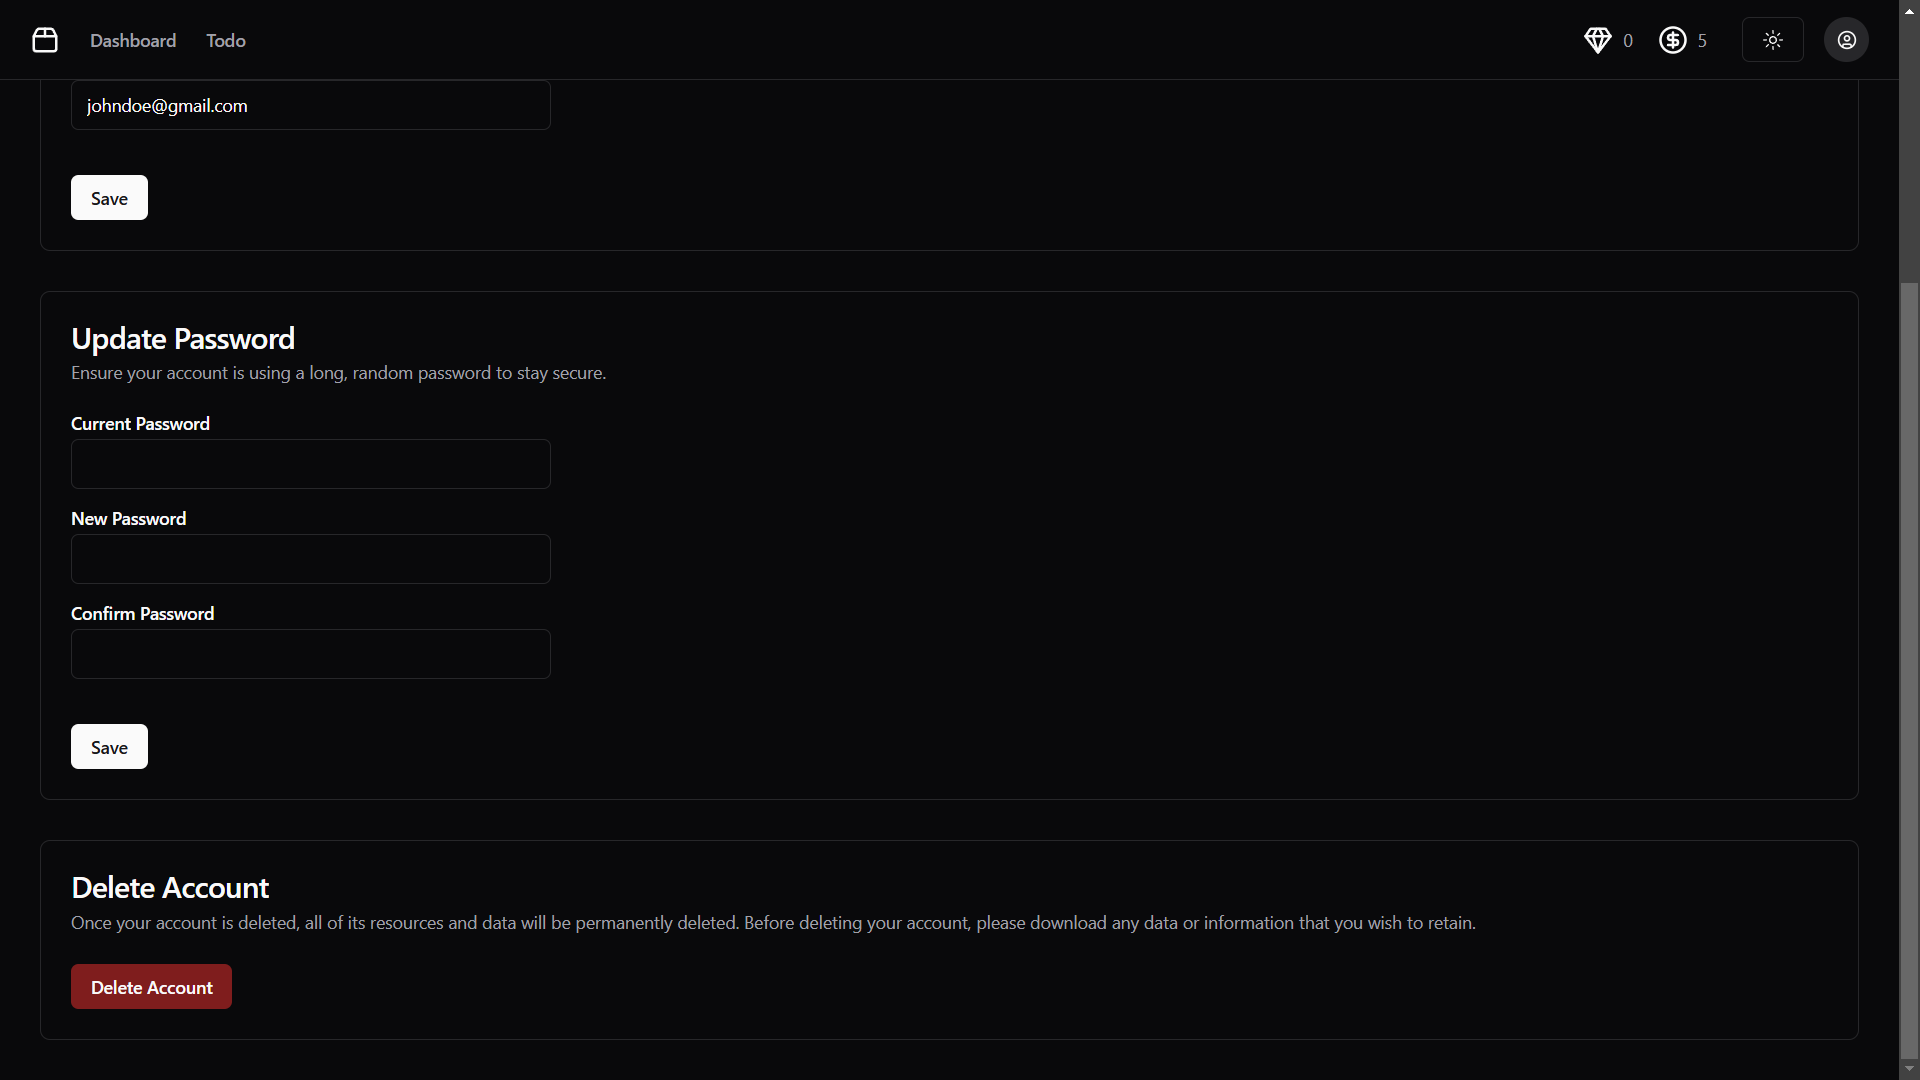 Dashboard Todo 0 5
johndoe@gmail.com
Save
Update Password
Ensure your account is using a long, random password to stay secure.
Current Password
New Password
Confirm Password
Save
Delete Account
Once your account is deleted, all of its resources and data will be permanently deleted. Before deleting your account, please download any data or information that you wish to retain.
Delete Account